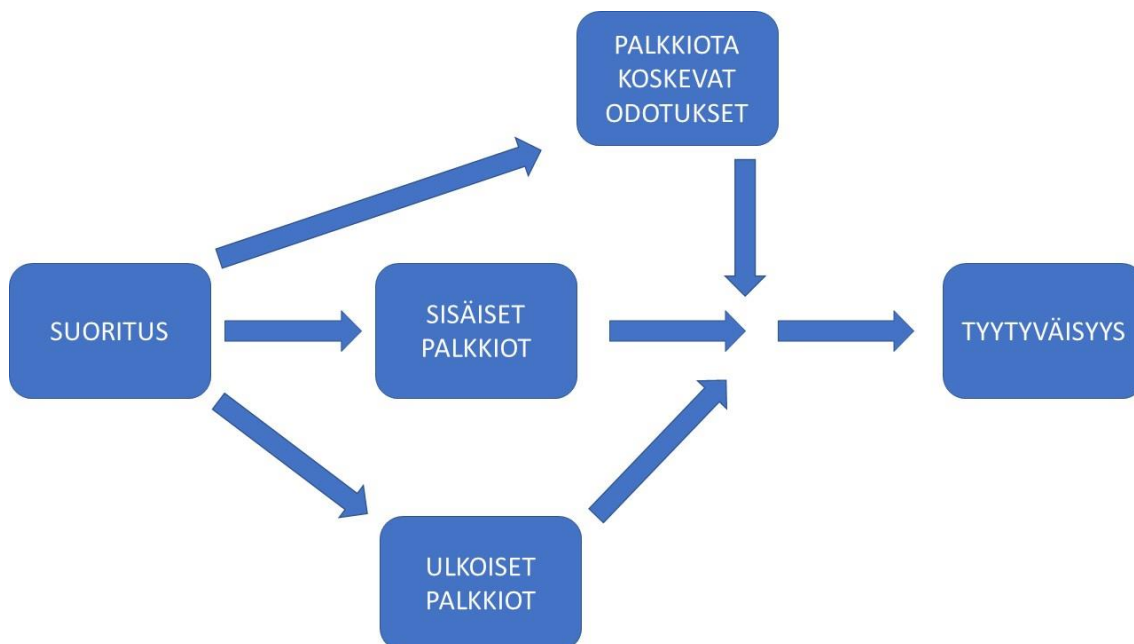 PALKKIOTA
KOSKEVAT
ODOTUKSET
SUORITUS
SISÄISET
PALKKIOT
TYYTYVÄISYYS
ULKOISET
PALKKIOT